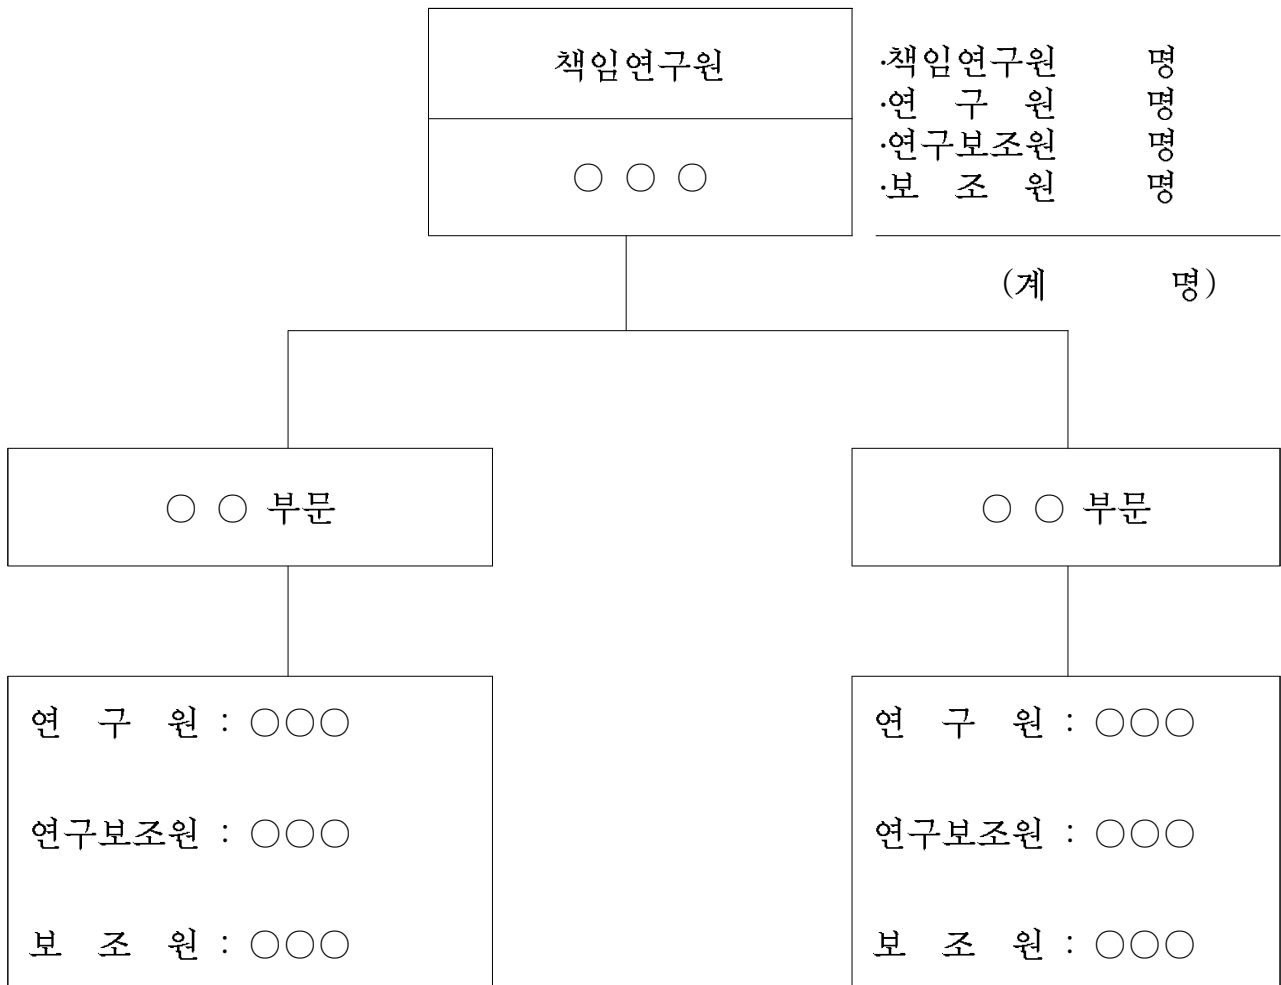 책임연구원
○ ○ ○
·책임연구원 명
·연 구 원 명
·연구보조원 명
·보 조 원 명
(계 명)
○ ○ 부문
○ ○ 부문
연 구 원 : ○○○
연구보조원 : ○○○
보 조 원 : ○○○
연 구 원 : ○○○
연구보조원 : ○○○
보 조 원 : ○○○